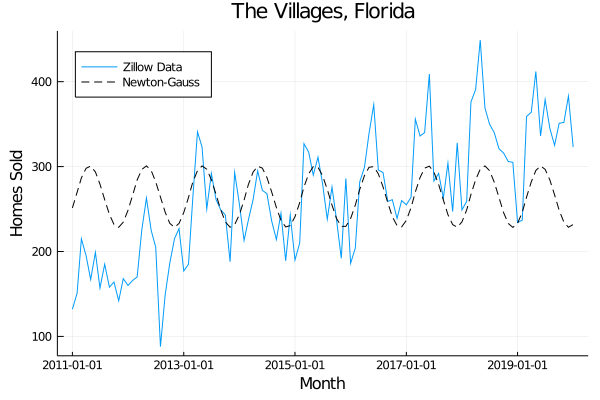 The Villages, Florida
Zillow Data
Newton-Gauss
Homes Sold
400
300
200
100
2011-01-01 2013-01-01 2015-01-01 2017-01-01 2019-01-01
Month